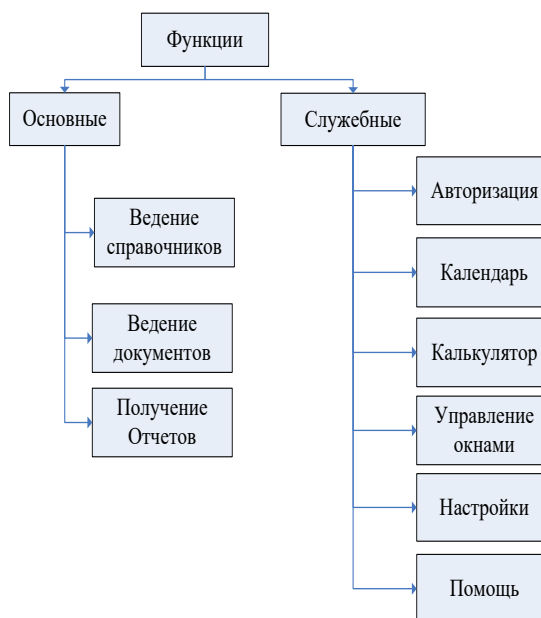 Функции
Основные
Служебные
Ведение
справочников
Ведение
документов
Получение
Отчетов
Авторизация
Календарь
Калькулятор
Управление
окнами
Настройки
Помощь